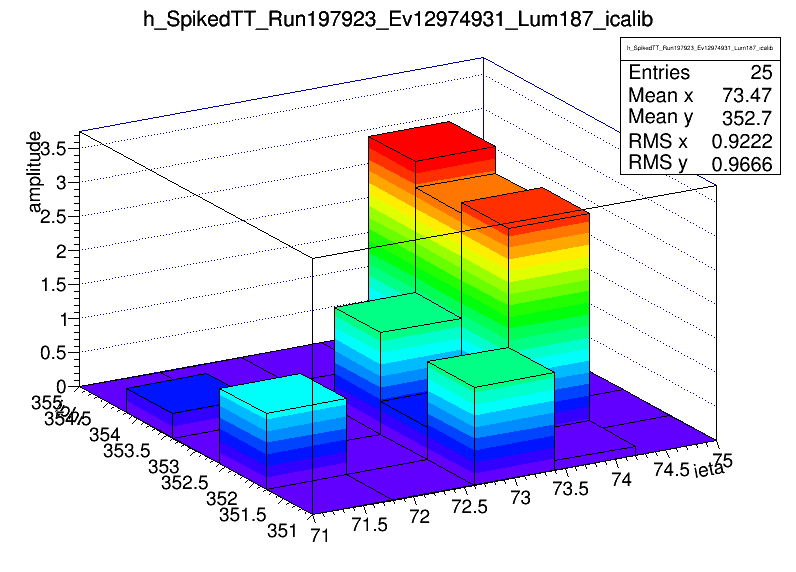 h_SpikedTT_Run197923_Ev12974931_Lum187_icalib
h_SpikedTT_Run197923_Ev12974931_Lum187_icalib
Entries 25
Mean x 73.47
Mean y 352.7
RMS x 0.9222
RMS y 0.9666
amplitude
3.5
3
2.5
2
1.5
1
0.5
0
355
354.5
354
353.5
353
352.5
352
351.5
351
71
71.5
72
72.5
73
73.5
74
74.5
75
ieta